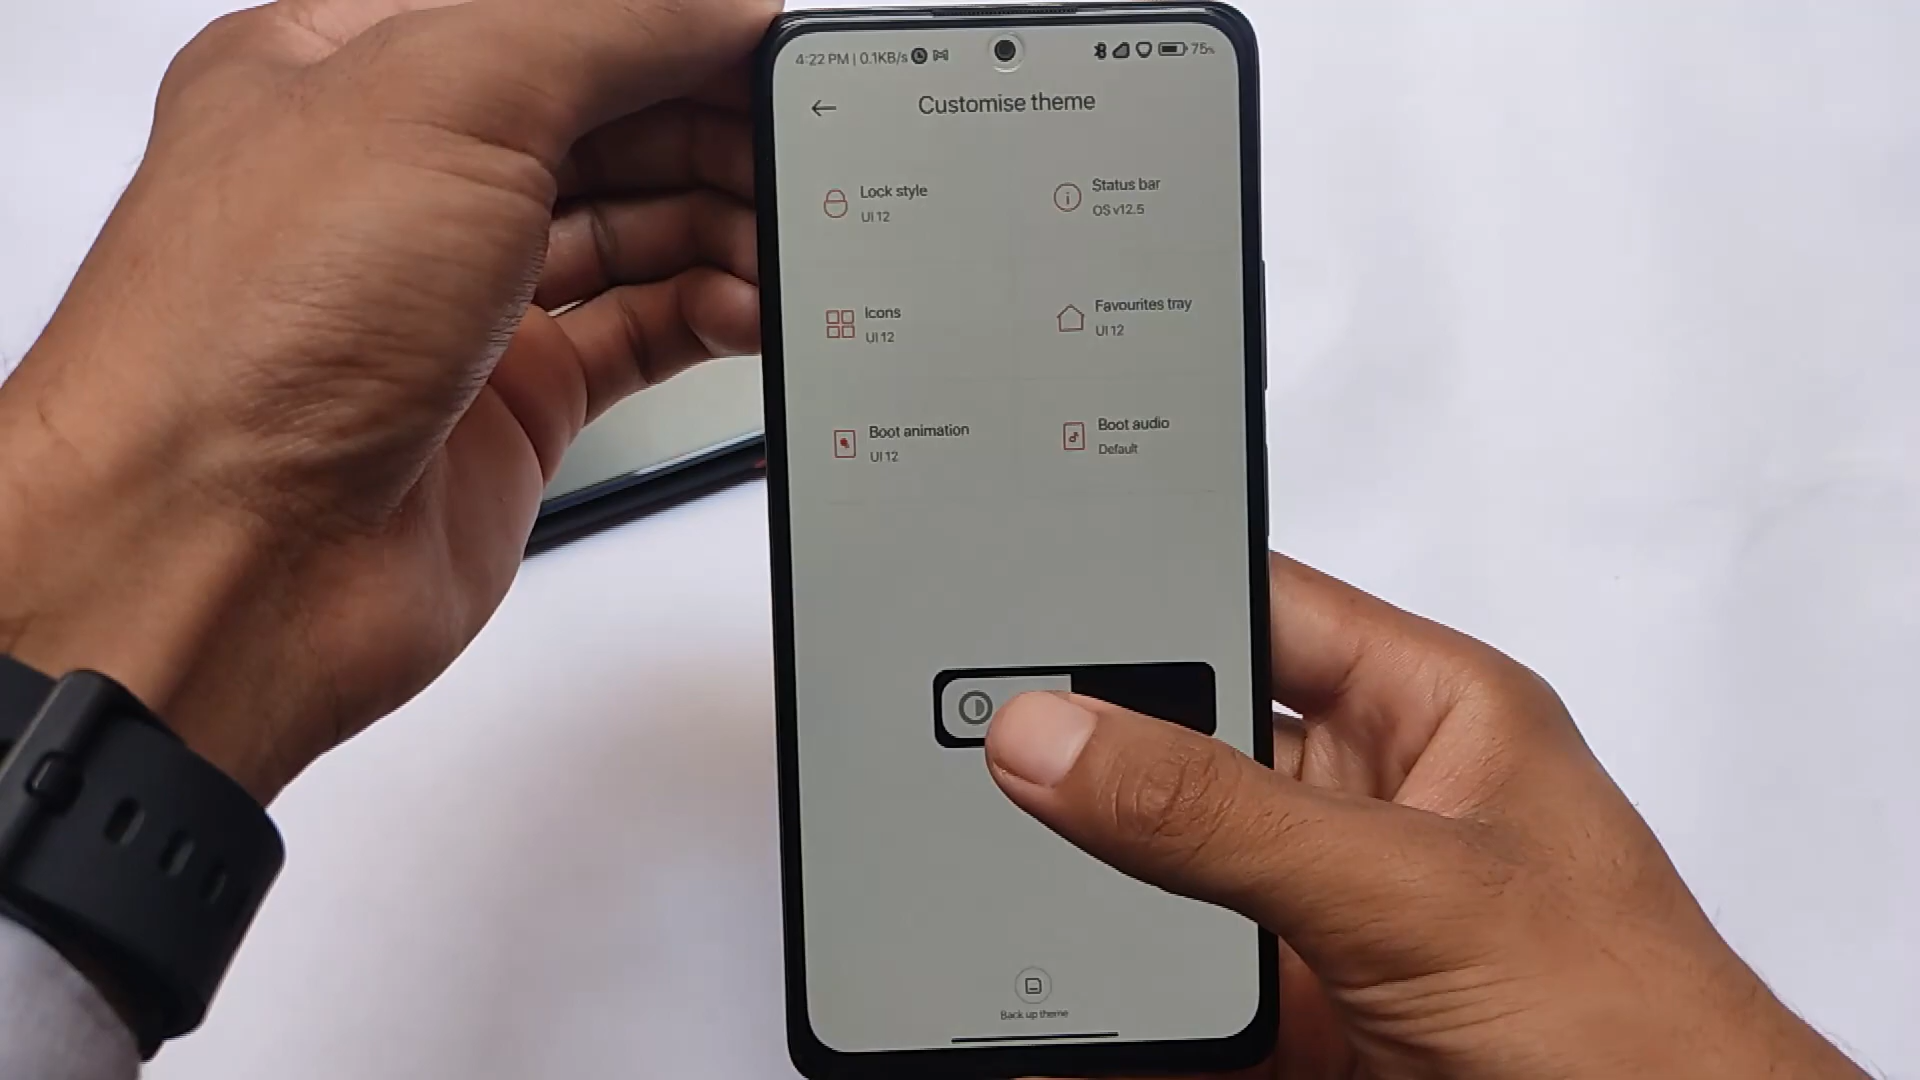 4:22 PM | 0.1KB/s
75%
Customise theme
Lock style
UI 12
Status bar
OS v12.5
Icons
UI 12
Favourites tray
UI 12
Boot animation
UI 12
Boot audio
Default
Back up theme